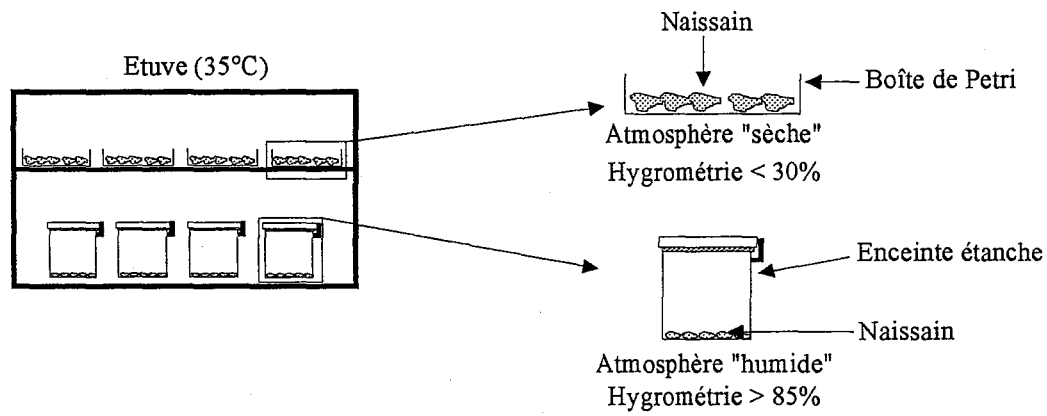 Etuve (35°C)
Naissain
Boîte de Petri
Atmosphère "sèche"
Hygrométrie < 30%
Enceinte étanche
Naissain
Atmosphère "humide"
Hygrométrie > 85%